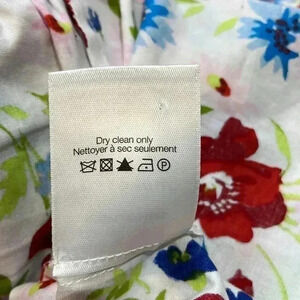 Dry clean only
Nettoyer à sec seulement
P